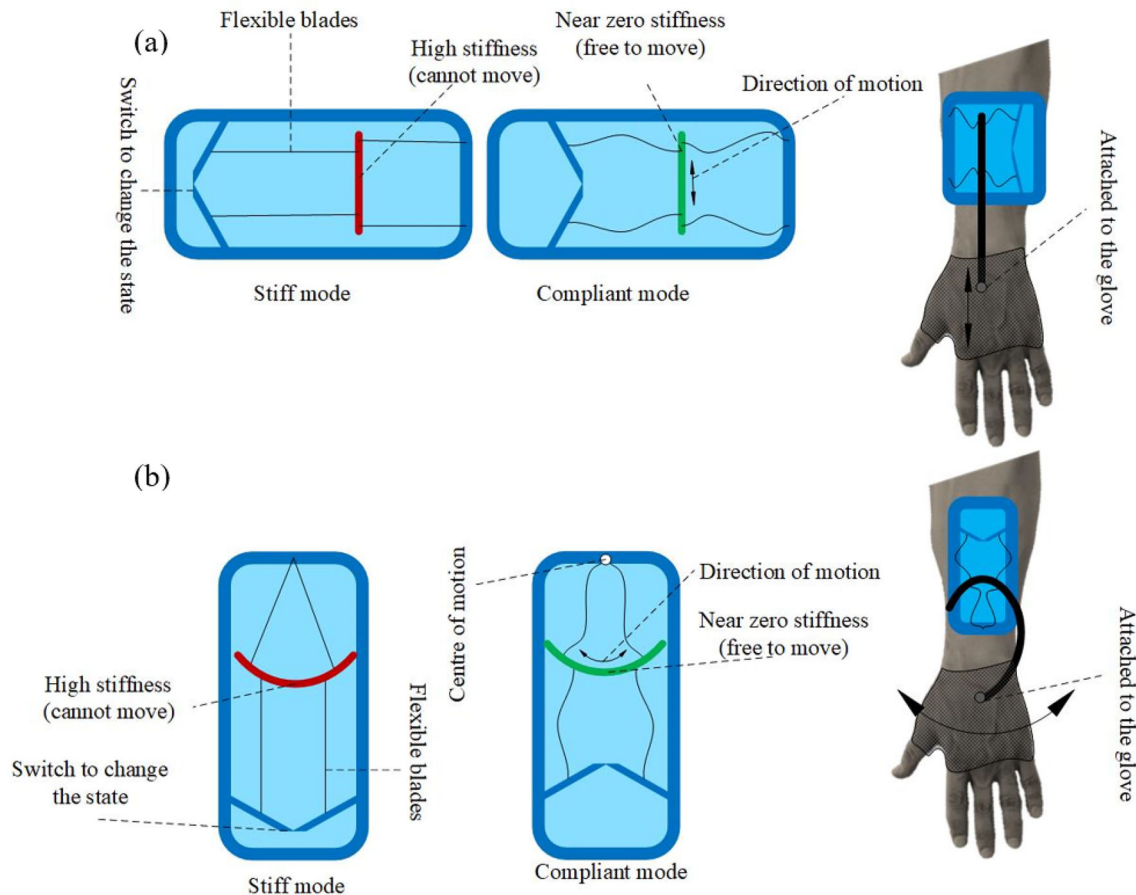 (a)
Flexible blades
High stiffness
(cannot move)
Near zero stiffness
(free to move)
Direction of motion
Switch to change the state
Attached to the glove
Stiff mode
Compliant mode
(b)
Centre of motion
Direction of motion
Near zero stiffness
(free to move)
High stiffness
(cannot move)
Flexible blades
Switch to change
the state
Attached to the glove
Stiff mode
Compliant mode